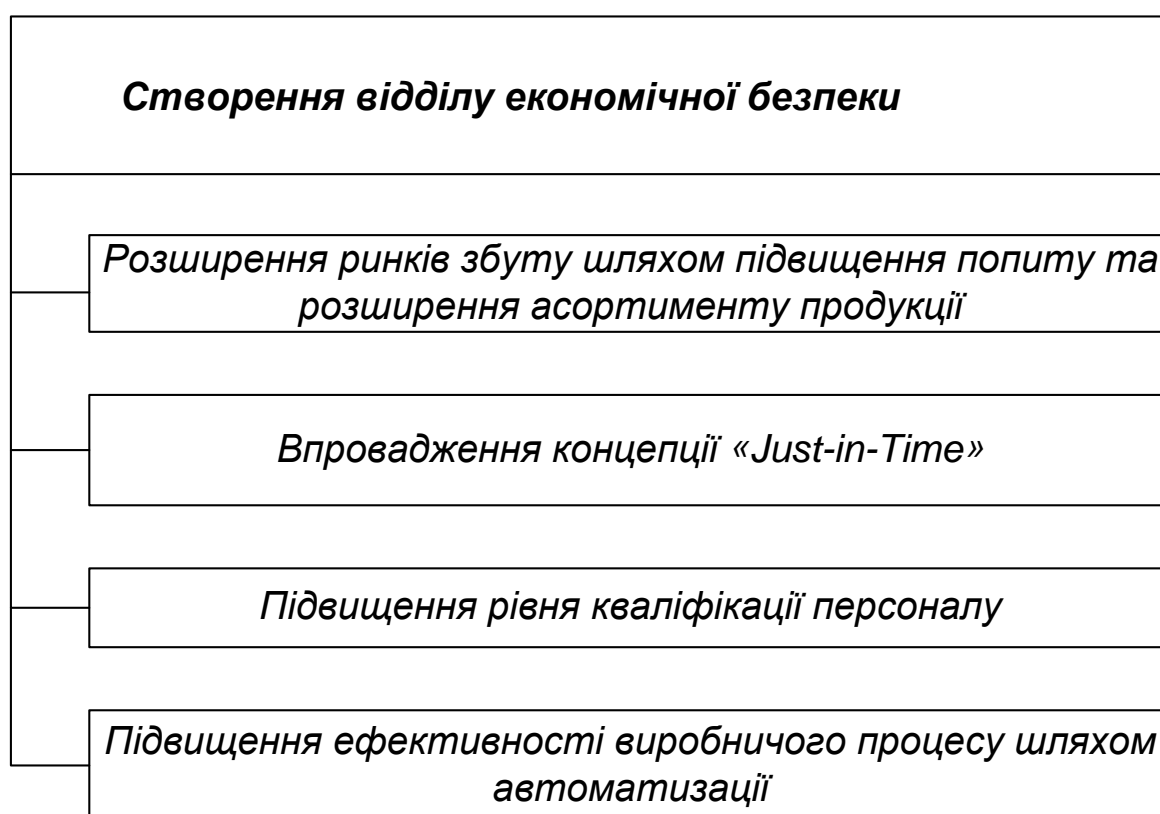 Створення відділу економічної безпеки
Розширення ринків збуту шляхом підвищення попиту та
розширення асортименту продукції
Впровадження концепції «Just-in-Time»
Підвищення рівня кваліфікації персоналу
Підвищення ефективності виробничого процесу шляхом
автоматизації